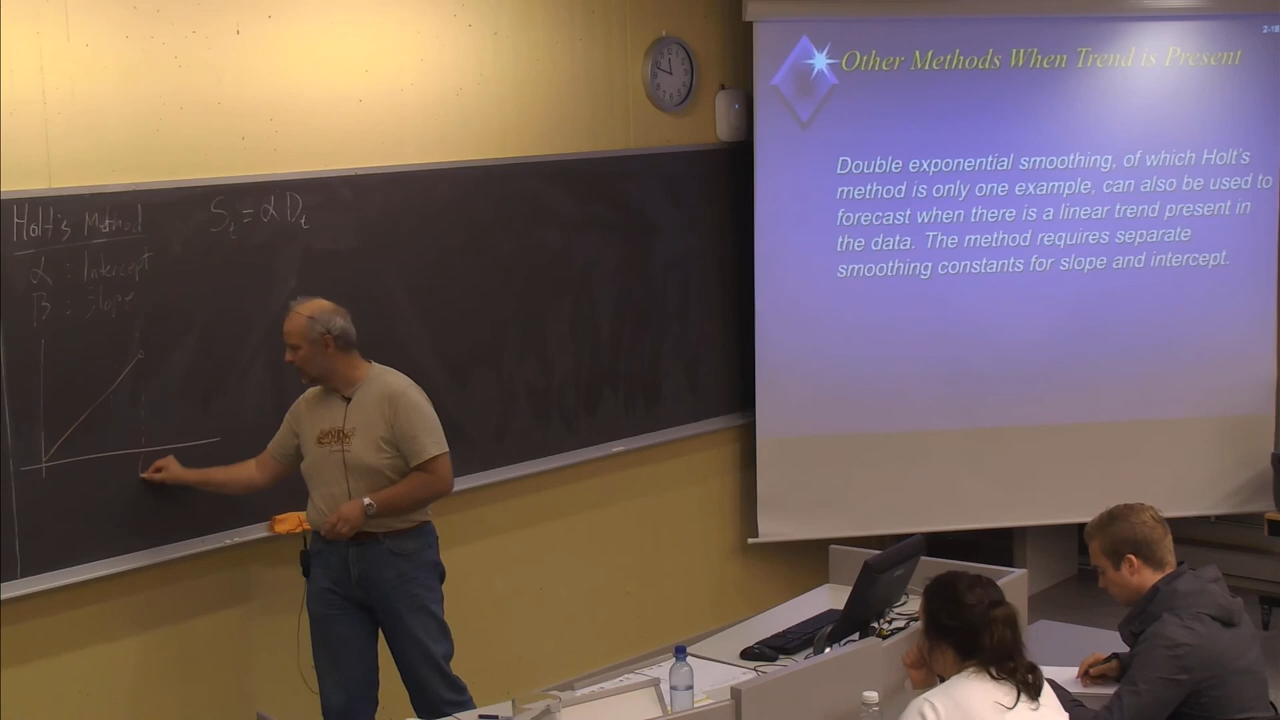 Holt's Method
α : Intercept
β : Slope
S_t = α D_t
2-18
Other Methods When Trend is Present
Double exponential smoothing, of which Holt's
method is only one example, can also be used to
forecast when there is a linear trend present in
the data. The method requires separate
smoothing constants for slope and intercept.